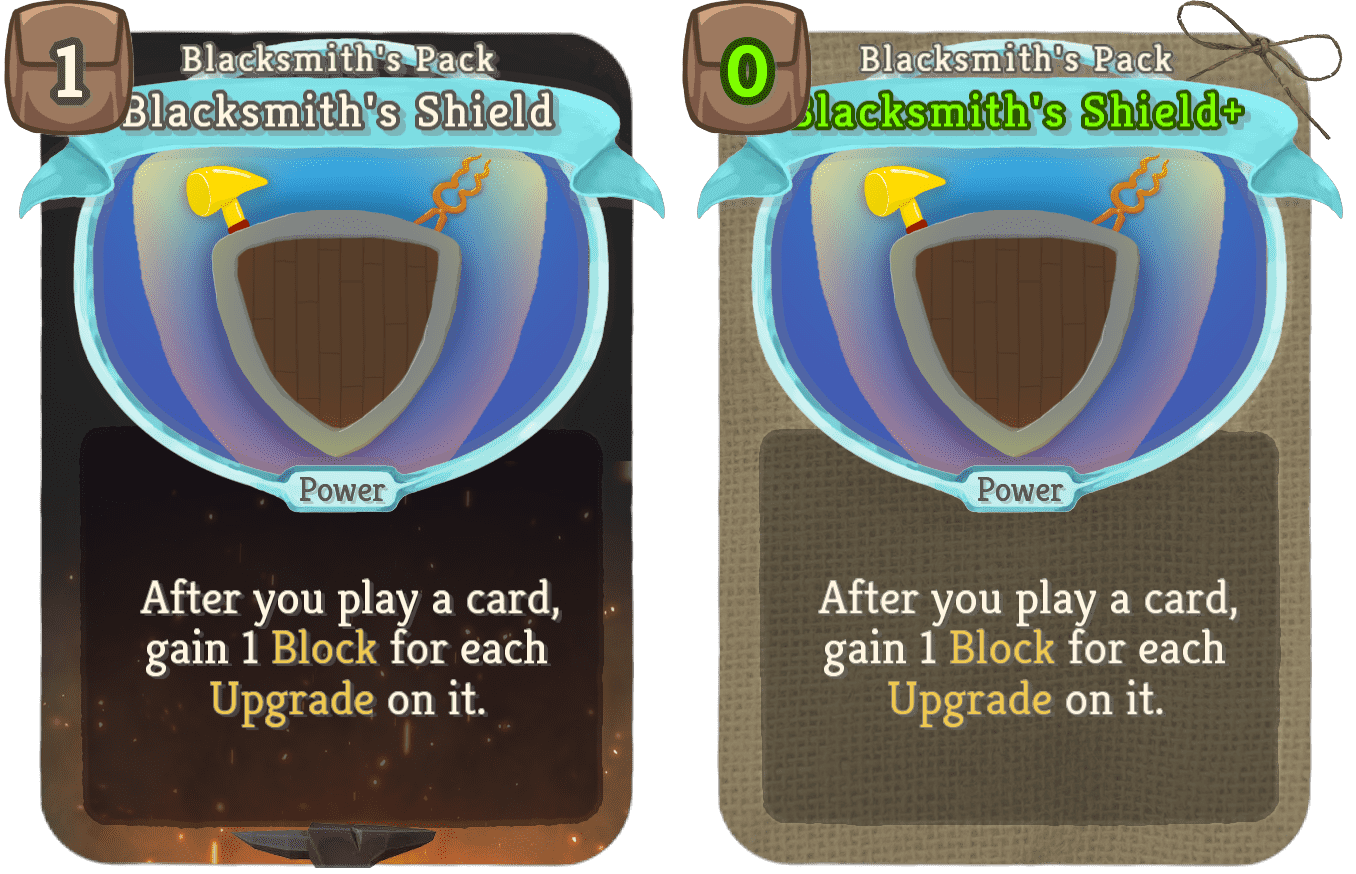 1
Blacksmith's Pack
Blacksmith's Shield
Power
After you play a card,
gain 1 Block for each
Upgrade on it.
0
Blacksmith's Pack
Blacksmith's Shield+
Power
After you play a card,
gain 1 Block for each
Upgrade on it.